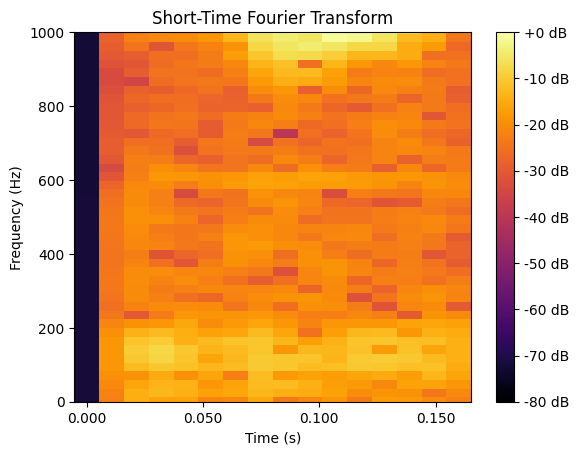 Short-Time Fourier Transform
1000
800
600
400
200
0
Frequency (Hz)
0.000
0.050
0.100
0.150
Time (s)
+0 dB
-10 dB
-20 dB
-30 dB
-40 dB
-50 dB
-60 dB
-70 dB
-80 dB